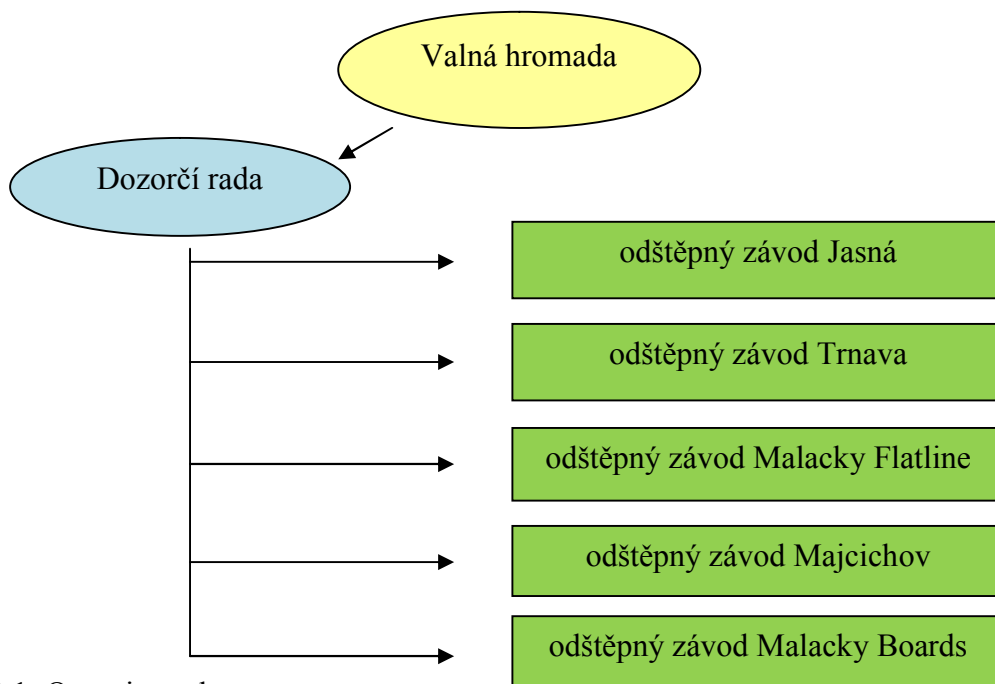 Valná hromada
Dozorčí rada
odštěpný závod Jasná
odštěpný závod Trnava
odštěpný závod Malacky Flatline
odštěpný závod Majcichov
odštěpný závod Malacky Boards